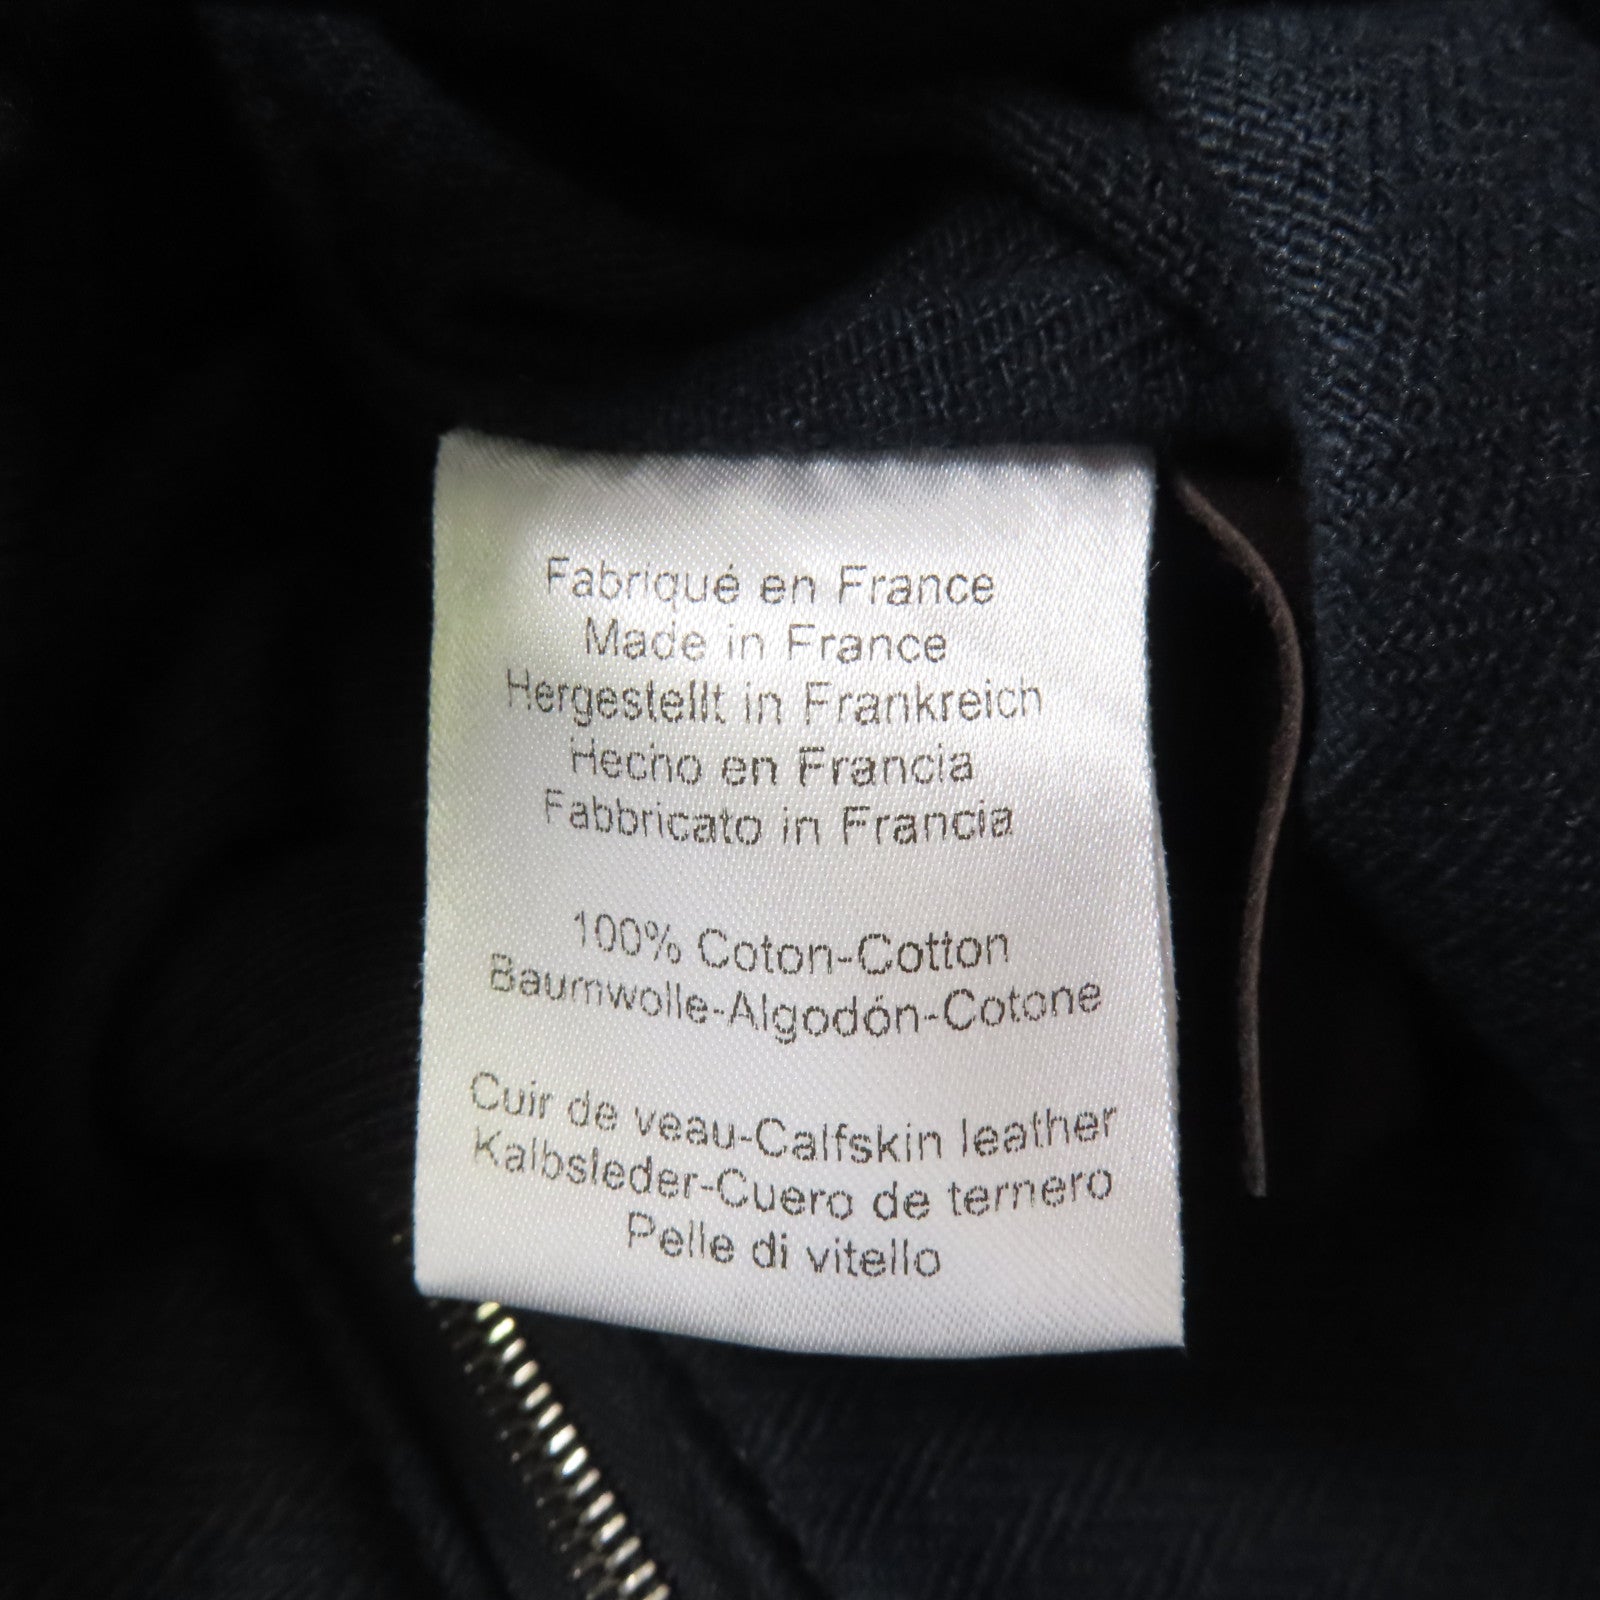 Fabriqué en France
Made in France
Hergestellt in Frankreich
Hecho en Francia
Fabbricato in Francia
100% Coton-Cotton
Baumwolle-Algodón-Cotone
Cuir de veau-Calfskin leather
Kalbsleder-Cuero de ternero
Pelle di vitello